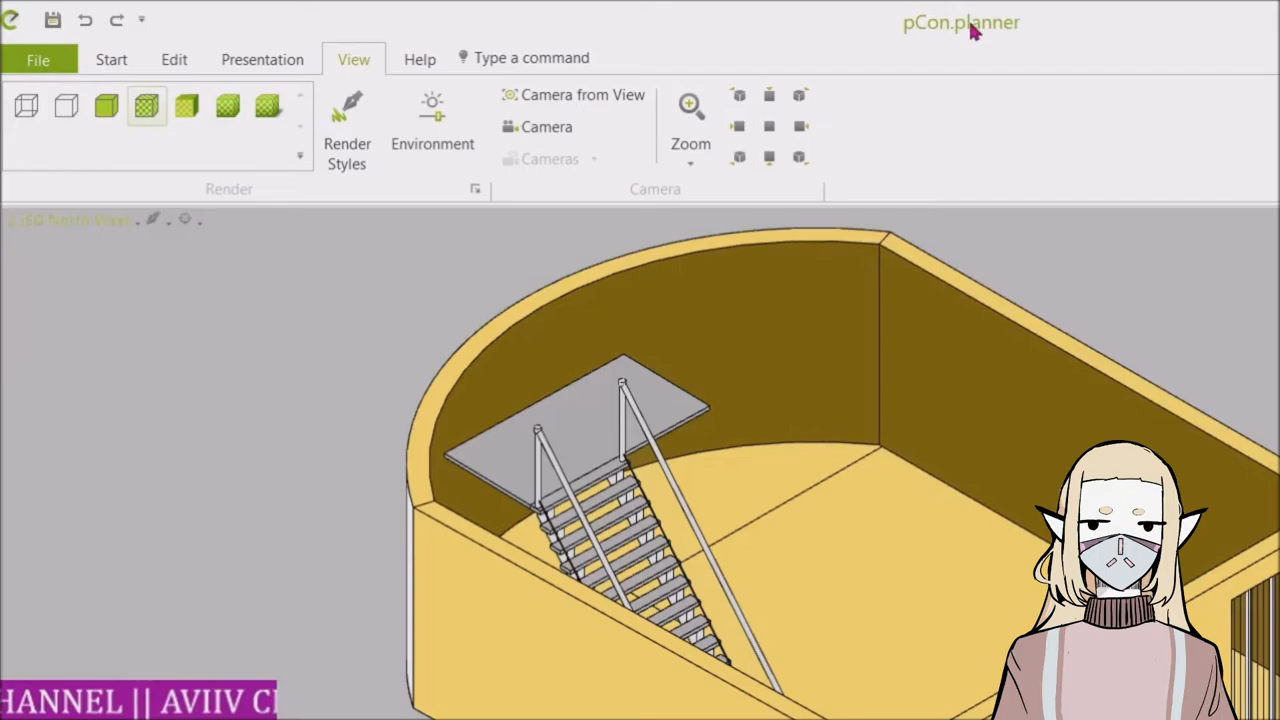 pCon.planner
File Start Edit Presentation View Help Type a command
Render Styles
Environment
Camera from View
Camera
Cameras
Zoom
Render
Camera
HANNEL || AVIIV C